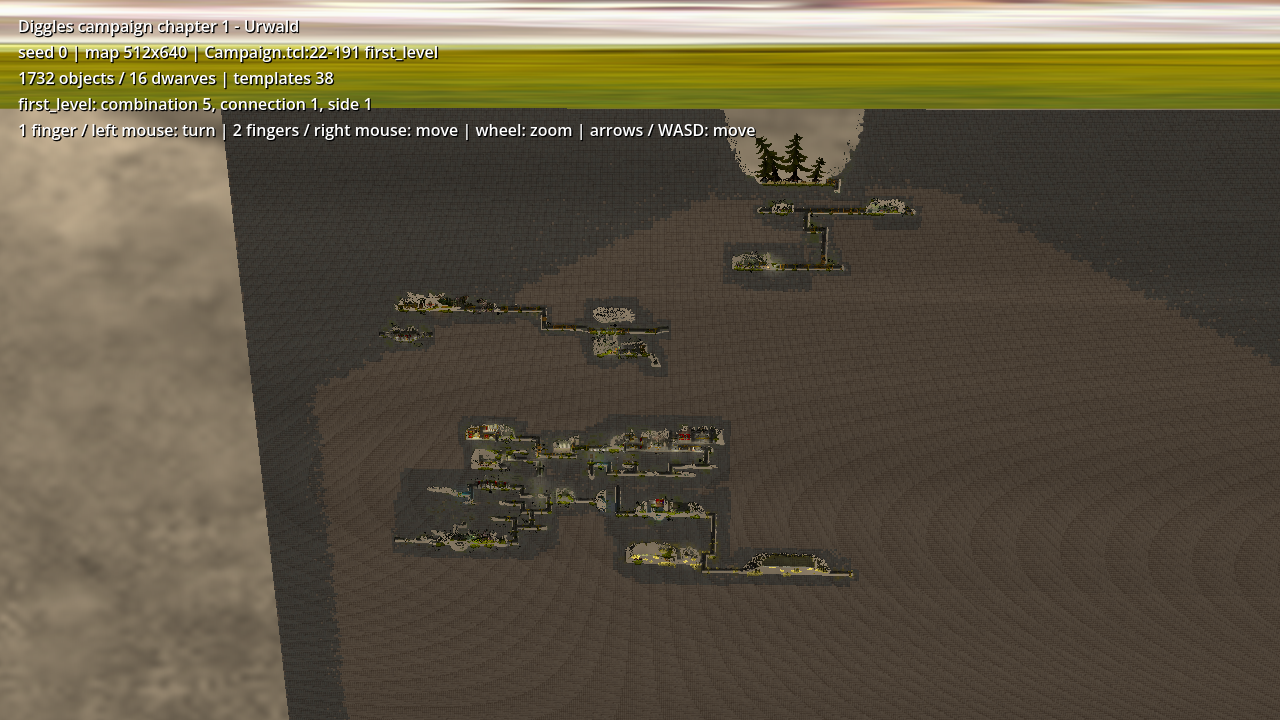 Diggles campaign chapter 1 - Urwald
seed 0 | map 512x640 | Campaign.tcl:22-191 first_level
1732 objects / 16 dwarves | templates 38
first_level: combination 5, connection 1, side 1
1 finger / left mouse: turn | 2 fingers / right mouse: move | wheel: zoom | arrows / WASD: move